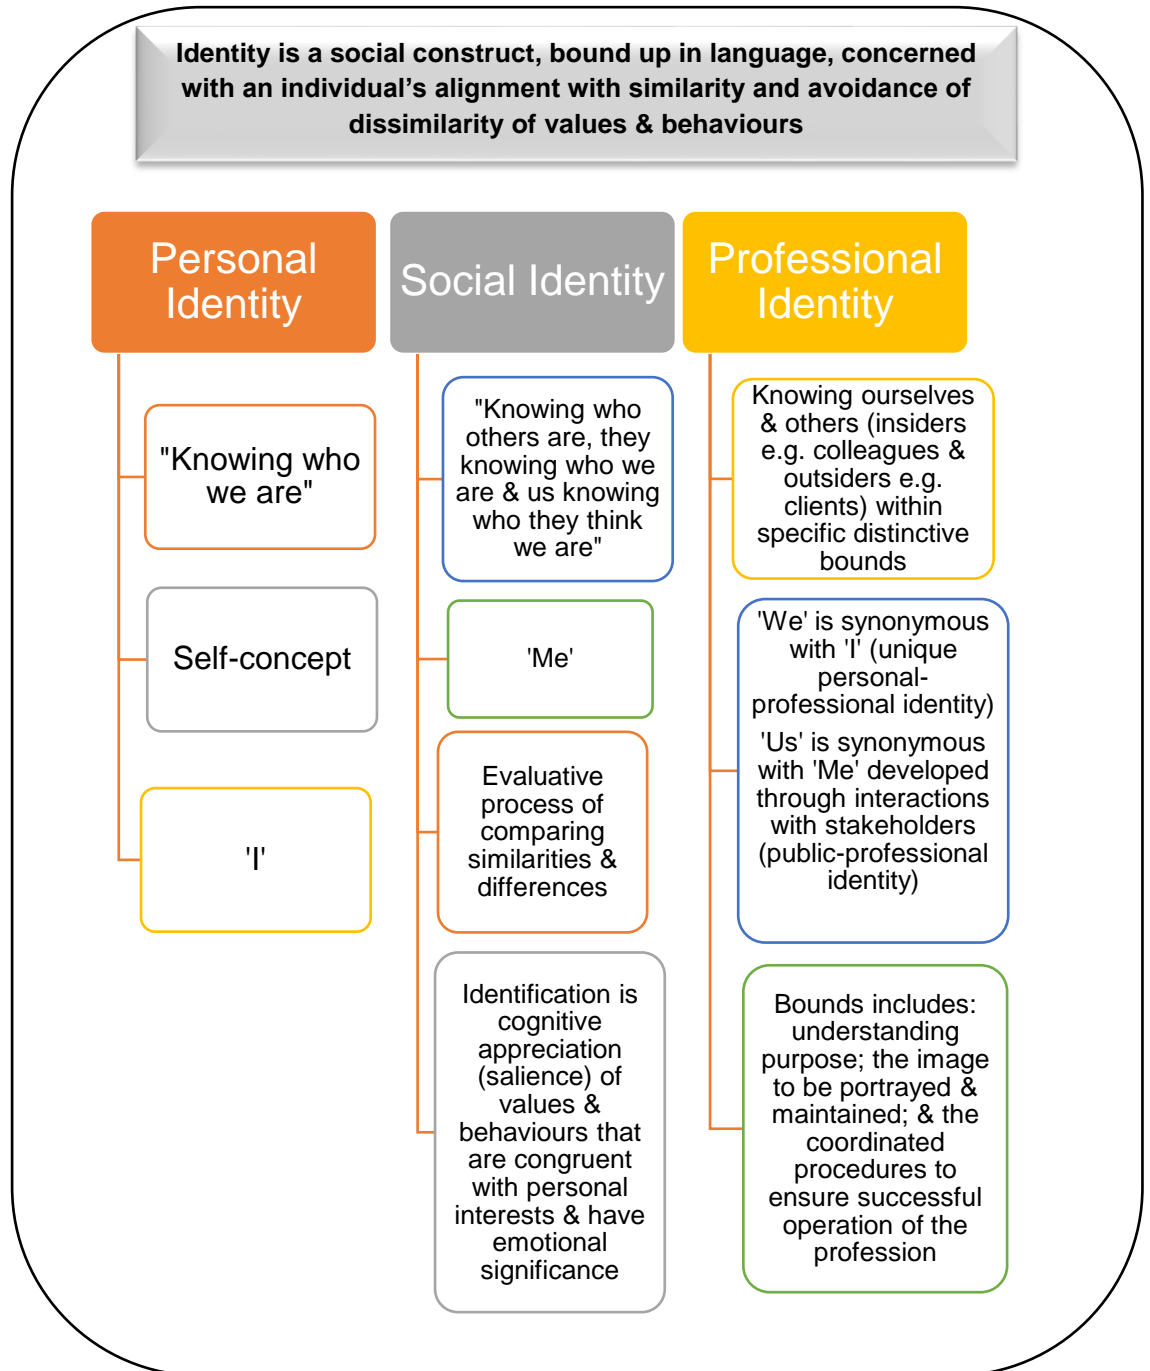 Identity is a social construct, bound up in language, concerned
with an individual’s alignment with similarity and avoidance of
dissimilarity of values & behaviours
Personal
Identity
"Knowing who
we are"
Self-concept
'I'
Social Identity
"Knowing who
others are, they
knowing who we
are & us knowing
who they think
we are"
'Me'
Evaluative
process of
comparing
similarities &
differences
Identification is
cognitive
appreciation
(salience) of
values &
behaviours that
are congruent
with personal
interests & have
emotional
significance
Professional
Identity
Knowing ourselves
& others (insiders
e.g. colleagues &
outsiders e.g.
clients) within
specific distinctive
bounds
'We' is synonymous
with 'I' (unique
personal-
professional identity)
'Us' is synonymous
with 'Me' developed
through interactions
with stakeholders
(public-professional
identity)
Bounds includes:
understanding
purpose; the image
to be portrayed &
maintained; & the
coordinated
procedures to
ensure successful
operation of the
profession